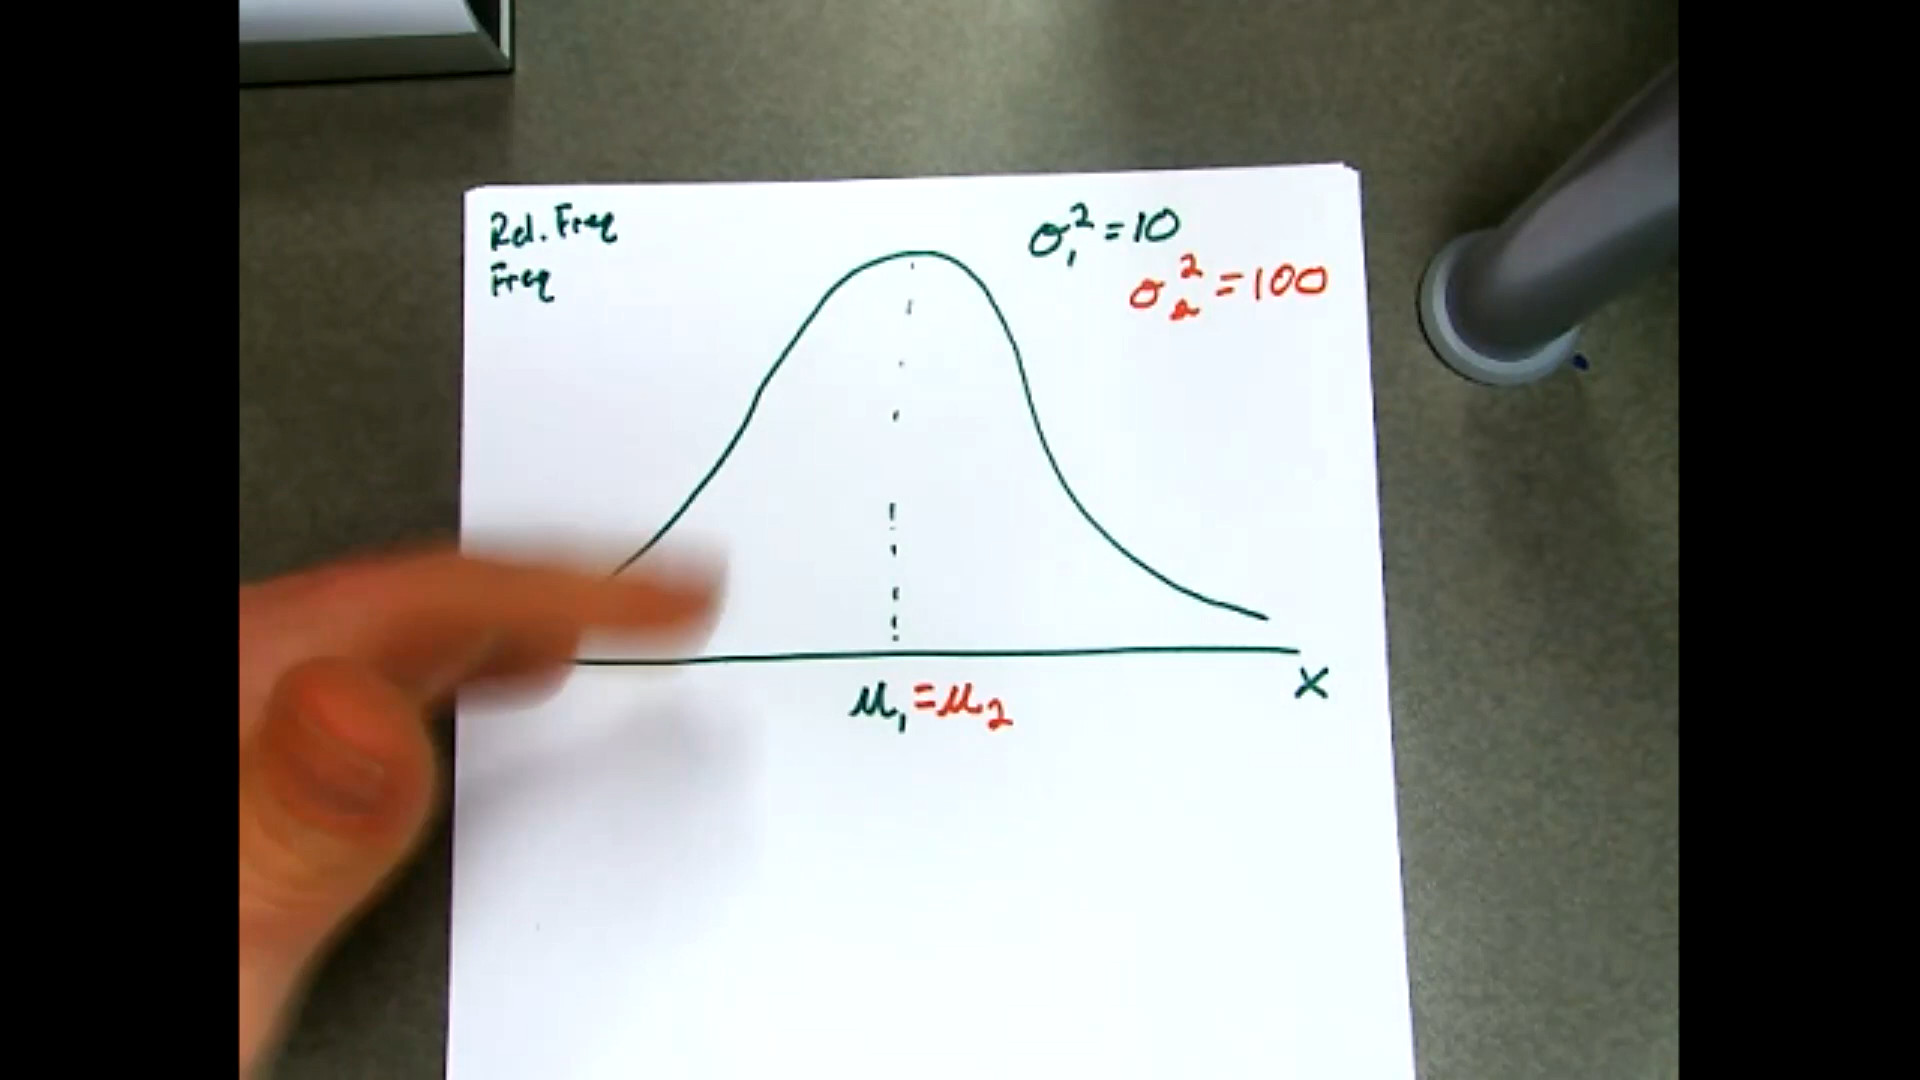 Rel. Freq
Freq
σ₁² = 10
σ₂² = 100
μ₁ = μ₂
X